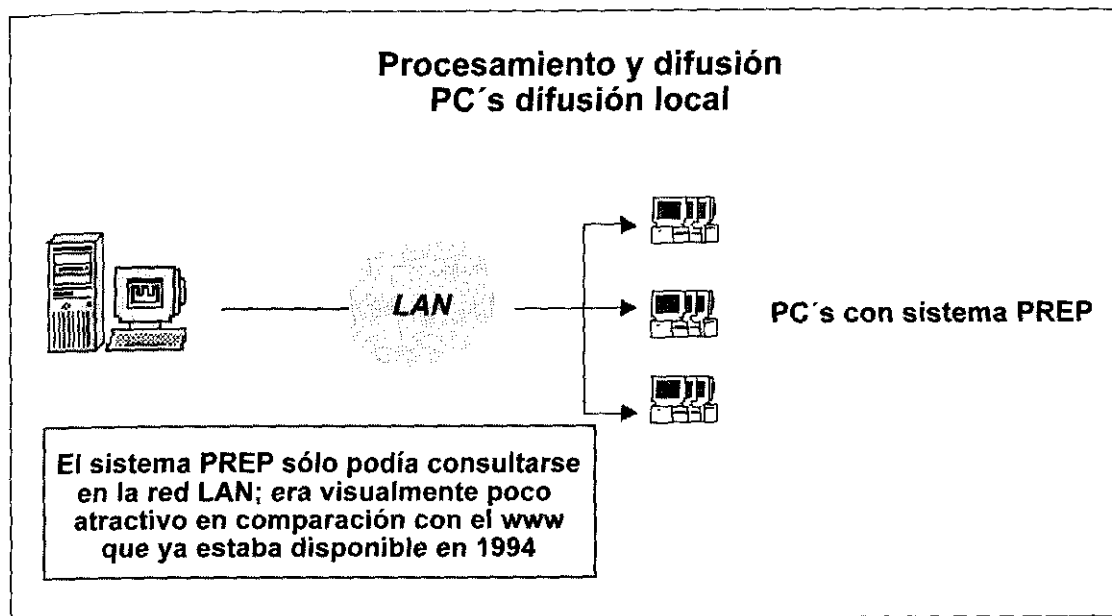 Procesamiento y difusión
PC´s difusión local
LAN
PC´s con sistema PREP
El sistema PREP sólo podía consultarse
en la red LAN; era visualmente poco
atractivo en comparación con el www
que ya estaba disponible en 1994